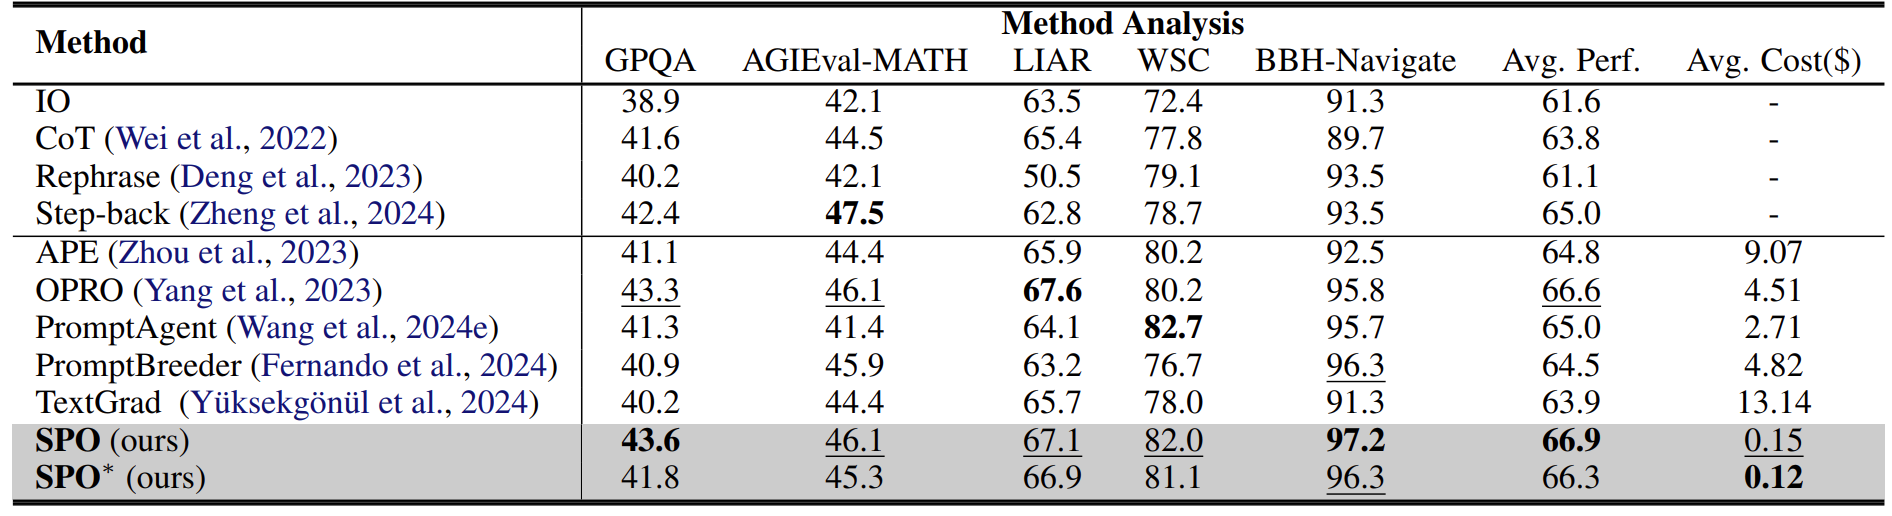 Method Analysis
Method
GPQA AGIEval-MATH LIAR WSC BBH-Navigate Avg. Perf. Avg. Cost($)
IO 38.9 42.1 63.5 72.4 91.3 61.6 -
CoT (Wei et al., 2022) 41.6 44.5 65.4 77.8 89.7 63.8 -
Rephrase (Deng et al., 2023) 40.2 42.1 50.5 79.1 93.5 61.1 -
Step-back (Zheng et al., 2024) 42.4 47.5 62.8 78.7 93.5 65.0 -
APE (Zhou et al., 2023) 41.1 44.4 65.9 80.2 92.5 64.8 9.07
OPRO (Yang et al., 2023) 43.3 46.1 67.6 80.2 95.8 66.6 4.51
PromptAgent (Wang et al., 2024e) 41.3 41.4 64.1 82.7 95.7 65.0 2.71
PromptBreeder (Fernando et al., 2024) 40.9 45.9 63.2 76.7 96.3 64.5 4.82
TextGrad (Yüksekgönül et al., 2024) 40.2 44.4 65.7 78.0 91.3 63.9 13.14
SPO (ours) 43.6 46.1 67.1 82.0 97.2 66.9 0.15
SPO* (ours) 41.8 45.3 66.9 81.1 96.3 66.3 0.12